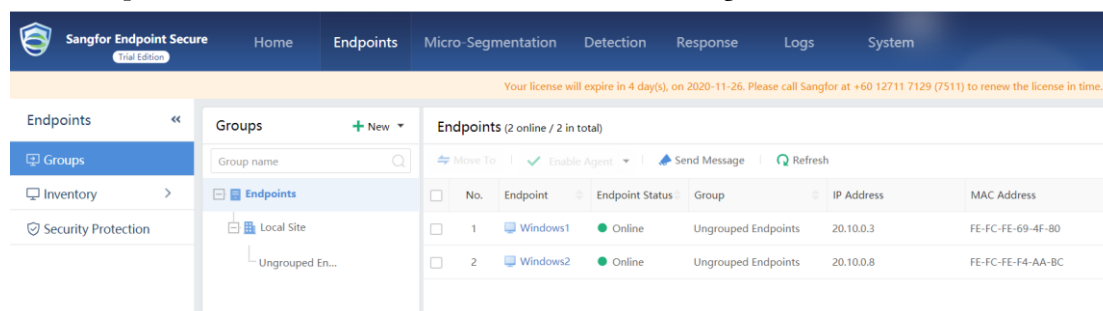 Sangfor Endpoint Secure
Trial Edition
Home Endpoints Micro-Segmentation Detection Response Logs System
Your license will expire in 4 day(s), on 2020-11-26. Please call Sangfor at +60 12711 7129 (7511) to renew the license in time.
Endpoints «
Groups
Inventory >
Security Protection
Groups + New
Group name
Endpoints
Local Site
Ungrouped En...
Endpoints (2 online / 2 in total)
Move To Enable Agent Send Message Refresh
No. Endpoint Endpoint Status Group IP Address MAC Address
1 Windows1 Online Ungrouped Endpoints 20.10.0.3 FE-FC-FE-69-4F-80
2 Windows2 Online Ungrouped Endpoints 20.10.0.8 FE-FC-FE-F4-AA-BC